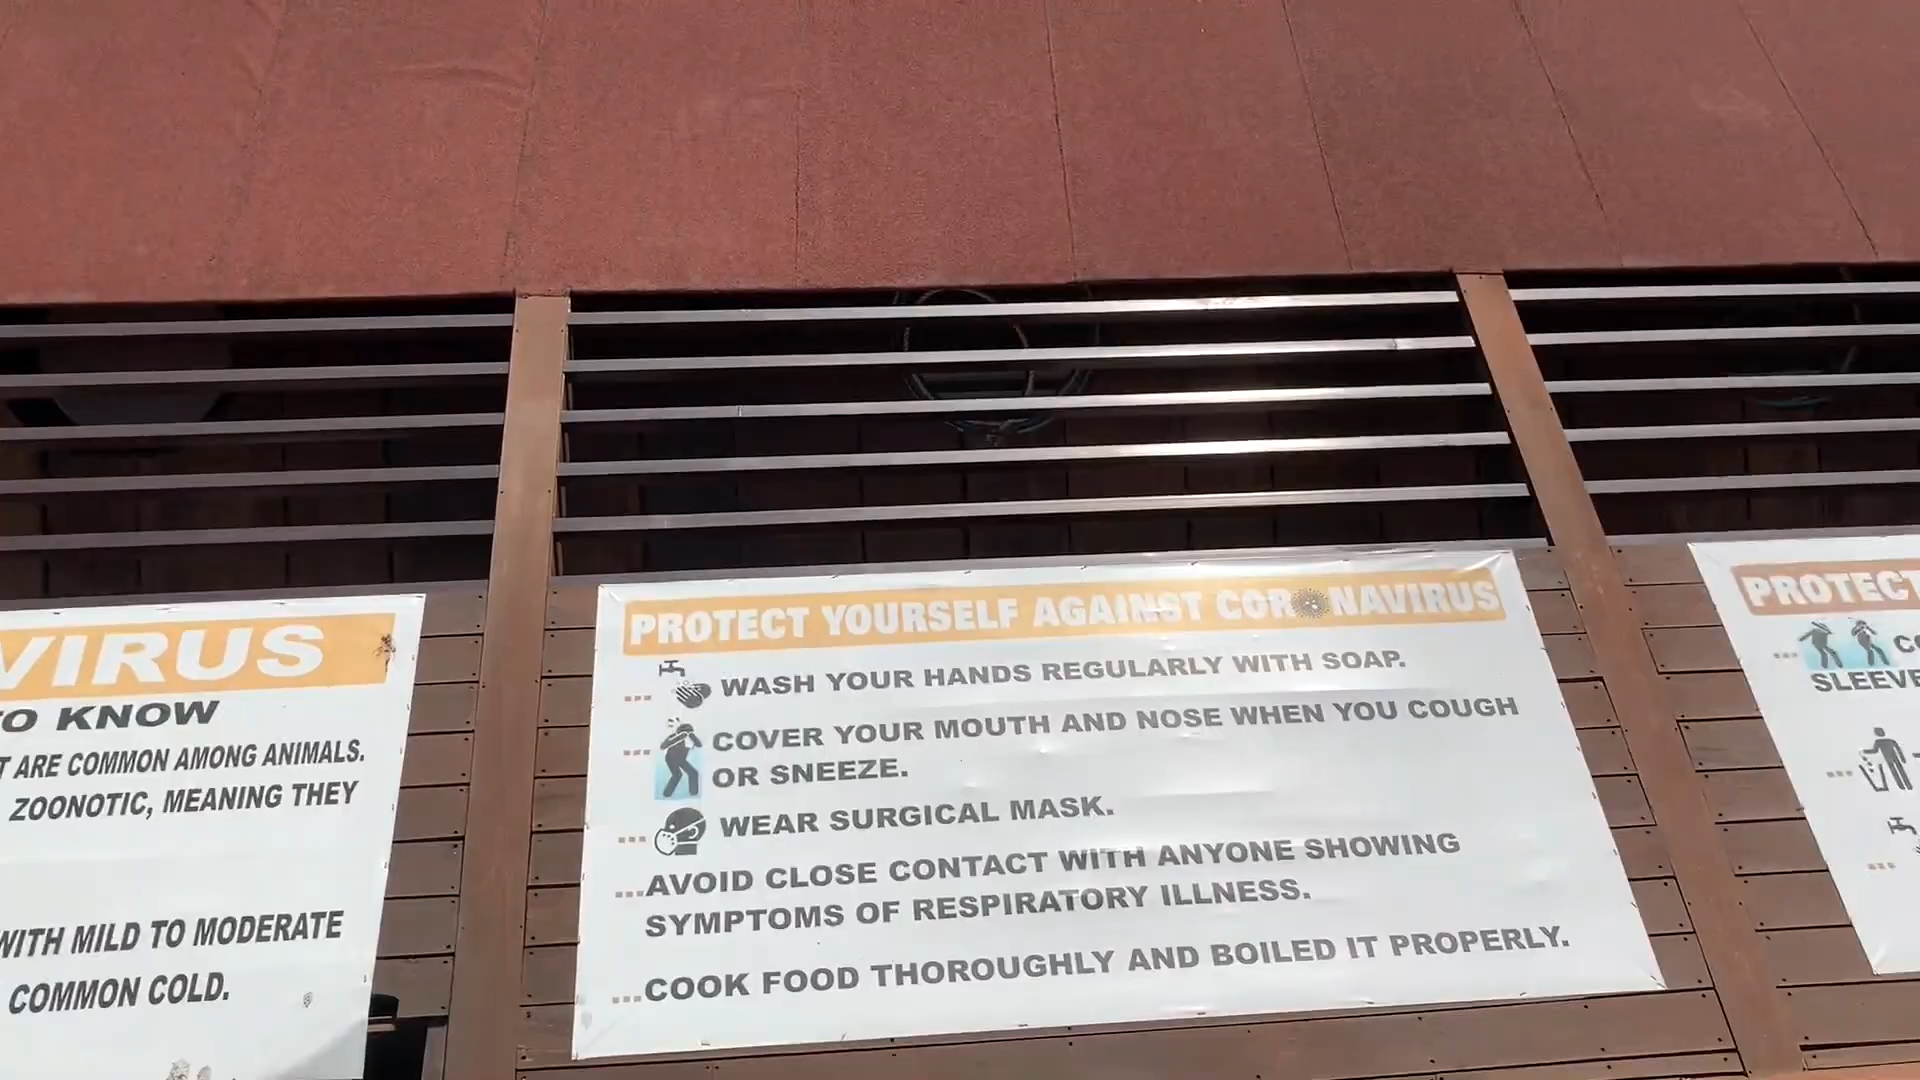 VIRUS
TO KNOW
ARE COMMON AMONG ANIMALS.
ZOONOTIC, MEANING THEY
WITH MILD TO MODERATE
COMMON COLD.
PROTECT YOURSELF AGAINST CORONAVIRUS
... WASH YOUR HANDS REGULARLY WITH SOAP.
... COVER YOUR MOUTH AND NOSE WHEN YOU COUGH
OR SNEEZE.
... WEAR SURGICAL MASK.
...AVOID CLOSE CONTACT WITH ANYONE SHOWING
SYMPTOMS OF RESPIRATORY ILLNESS.
...COOK FOOD THOROUGHLY AND BOILED IT PROPERLY.
PROTECT
...
SLEEVE
...
...